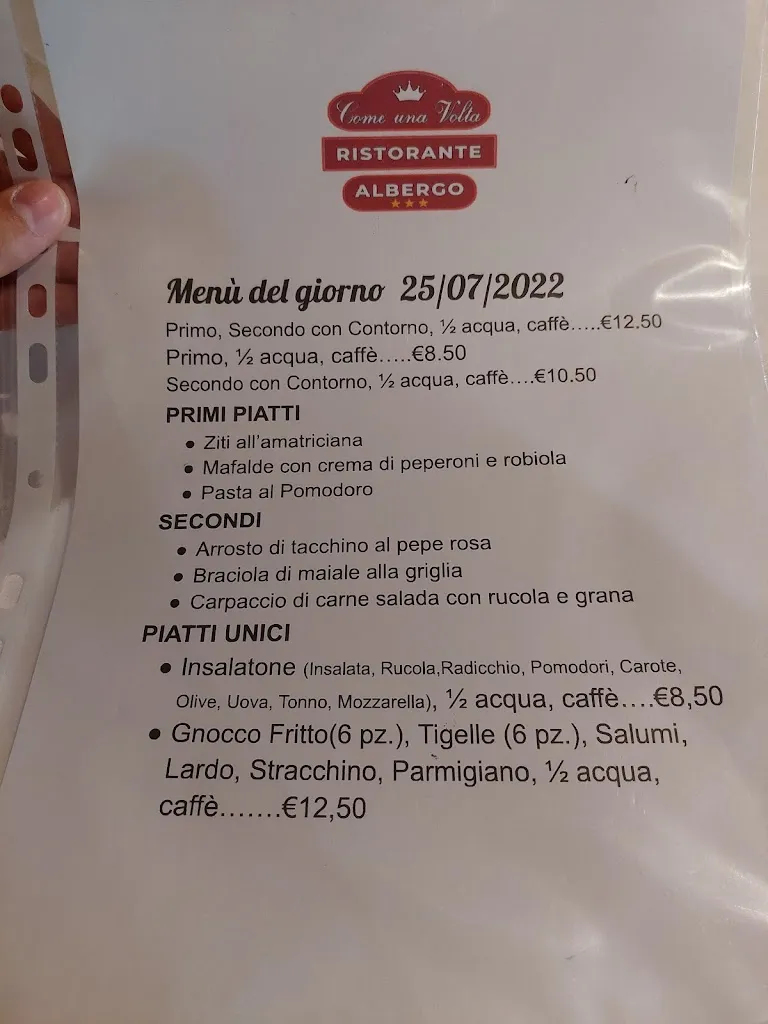 Come una Volta
RISTORANTE
ALBERGO
Menù del giorno 25/07/2022
Primo, Secondo con Contorno, ½ acqua, caffè.....€12.50
Primo, ½ acqua, caffè.....€8.50
Secondo con Contorno, ½ acqua, caffè....€10.50
PRIMI PIATTI
● Ziti all'amatriciana
● Mafalde con crema di peperoni e robiola
● Pasta al Pomodoro
SECONDI
● Arrosto di tacchino al pepe rosa
● Braciola di maiale alla griglia
● Carpaccio di carne salada con rucola e grana
PIATTI UNICI
● Insalatone (Insalata, Rucola,Radicchio, Pomodori, Carote,
Olive, Uova, Tonno, Mozzarella), ½ acqua, caffè....€8,50
● Gnocco Fritto(6 pz.), Tigelle (6 pz.), Salumi,
Lardo, Stracchino, Parmigiano, ½ acqua,
caffè.......€12,50